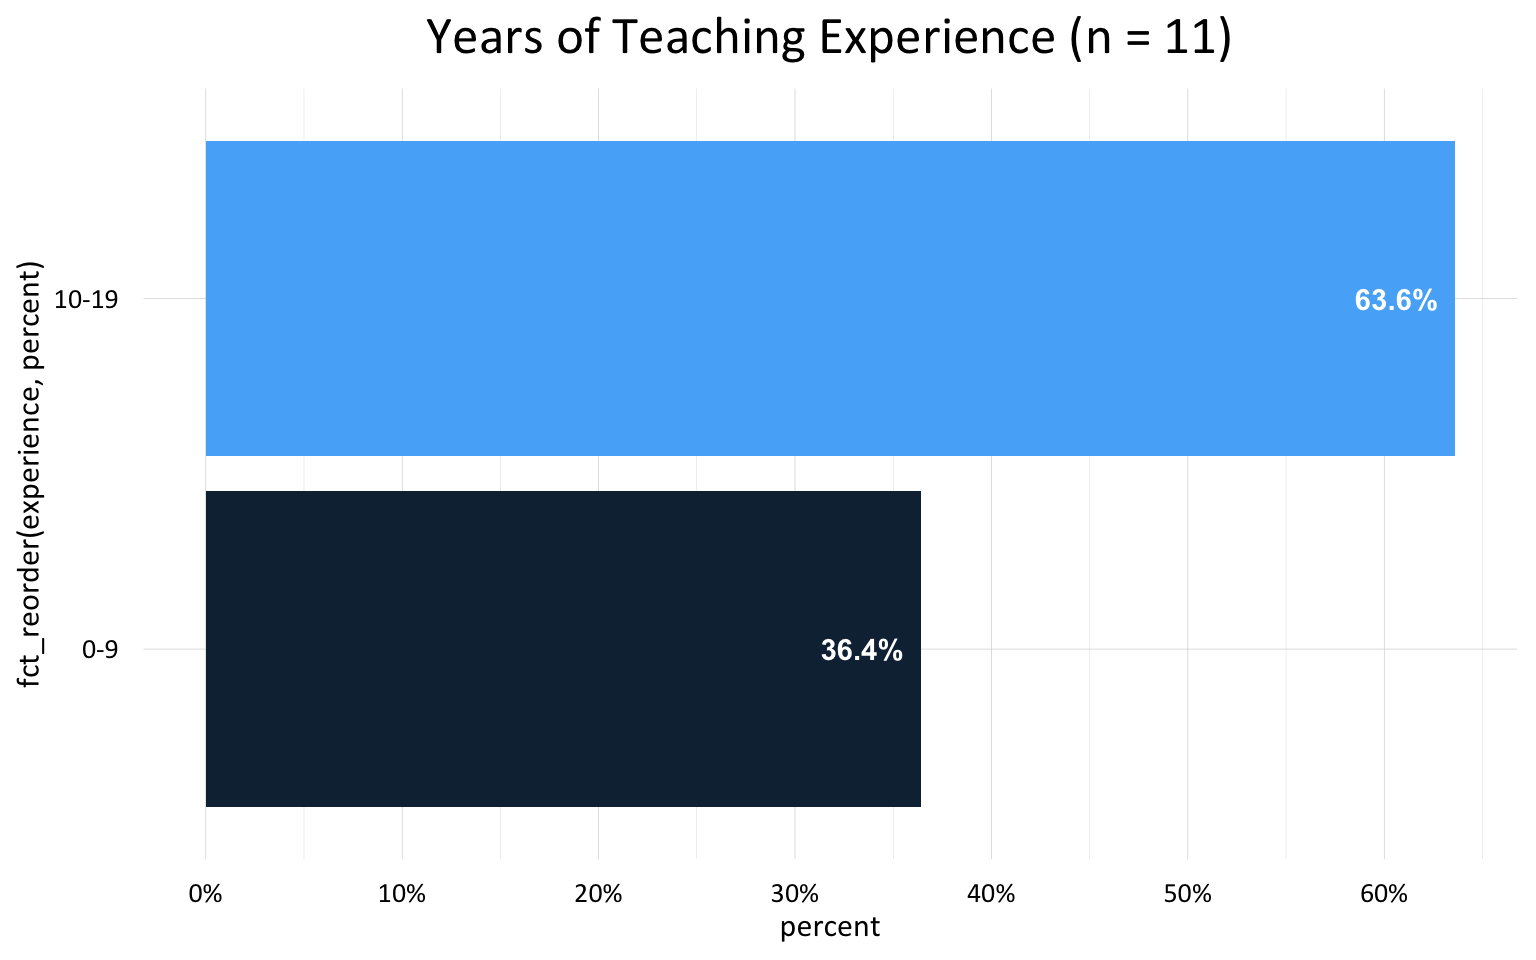 Years of Teaching Experience (n = 11)
fct_reorder(experience, percent)
10-19
63.6%
0-9
36.4%
0% 10% 20% 30% 40% 50% 60%
percent